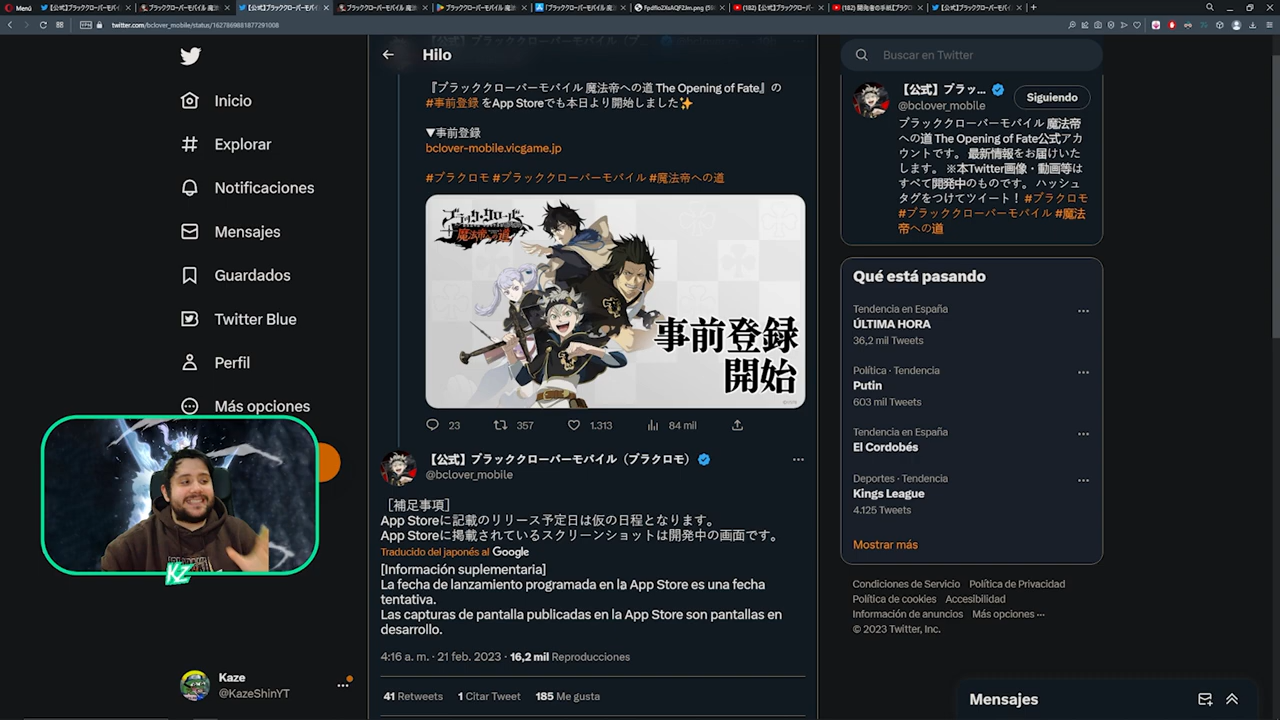 Menú
twitter.com/bclover_mobile/status/1627869881877291008
Inicio
Explorar
Notificaciones
Mensajes
Guardados
Twitter Blue
Perfil
Más opciones
KZ
Kaze
@KazeShinYT
Hilo
『ブラッククローバーモバイル 魔法帝への道 The Opening of Fate』の
#事前登録 をApp Storeでも本日より開始しました✨
▼事前登録
bclover-mobile.vicgame.jp
#ブラクロモ #ブラッククローバーモバイル #魔法帝への道
ブラック・クローバー
魔法帝への道
事前登録
開始
23
357
1.313
84 mil
【公式】ブラッククローバーモバイル（ブラクロモ）
@bclover_mobile
［補足事項］
App Storeに記載のリリース予定日は仮の日程となります。
App Storeに掲載されているスクリーンショットは開発中の画面です。
Traducido del japonés al Google
[Información suplementaria]
La fecha de lanzamiento programada en la App Store es una fecha
tentativa.
Las capturas de pantalla publicadas en la App Store son pantallas en
desarrollo.
4:16 a. m. · 21 feb. 2023 · 16,2 mil Reproducciones
41 Retweets 1 Citar Tweet 185 Me gusta
Buscar en Twitter
【公式】ブラッ...
@bclover_mobile
Siguiendo
ブラッククローバーモバイル 魔法帝
への道 The Opening of Fate公式アカ
ウントです。 最新情報をお届けいた
します。 ※本Twitter画像・動画等は
すべて開発中のものです。 ハッシュ
タグをつけてツイート！ #ブラクロモ
#ブラッククローバーモバイル #魔法
帝への道
Qué está pasando
Tendencia en España
ÚLTIMA HORA
36,2 mil Tweets
Política · Tendencia
Putin
603 mil Tweets
Tendencia en España
El Cordobés
Deportes · Tendencia
Kings League
4.125 Tweets
Mostrar más
Condiciones de Servicio Política de Privacidad
Política de cookies Accesibilidad
Información de anuncios Más opciones ···
© 2023 Twitter, Inc.
Mensajes